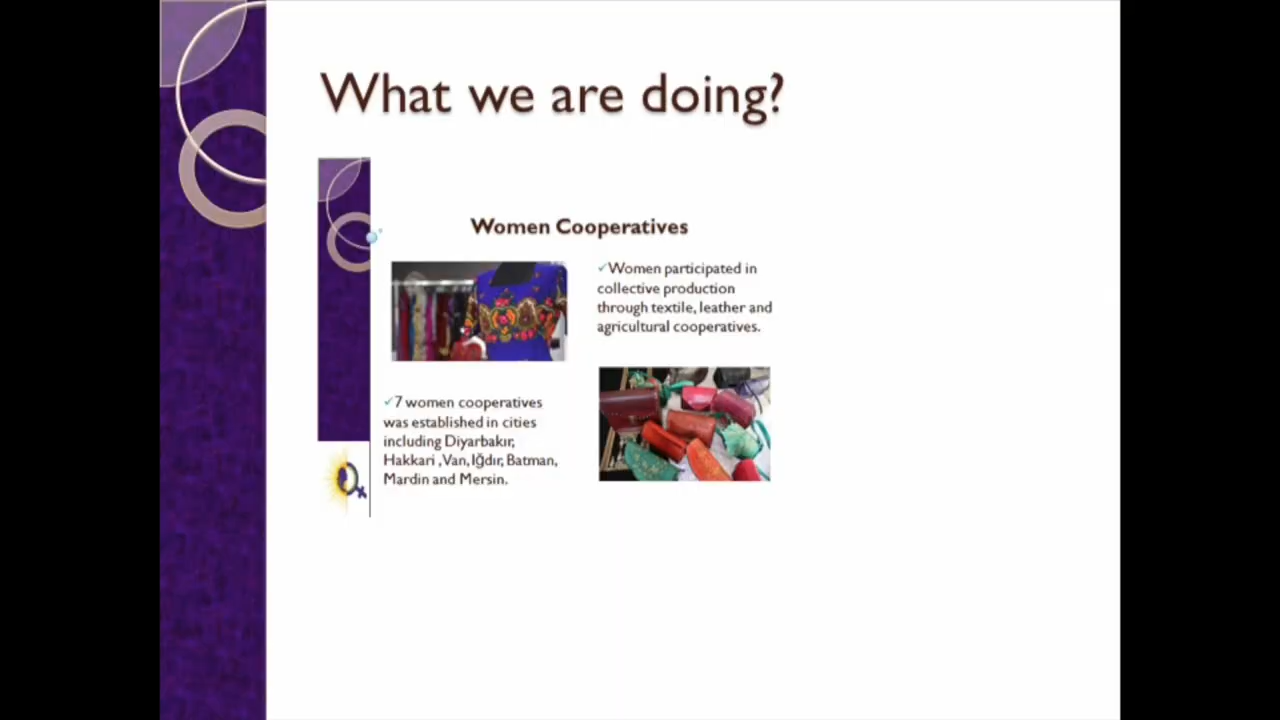 What we are doing?
Women Cooperatives
✓Women participated in
collective production
through textile, leather and
agricultural cooperatives.
✓7 women cooperatives
was established in cities
including Diyarbakır,
Hakkari ,Van, Iğdır, Batman,
Mardin and Mersin.